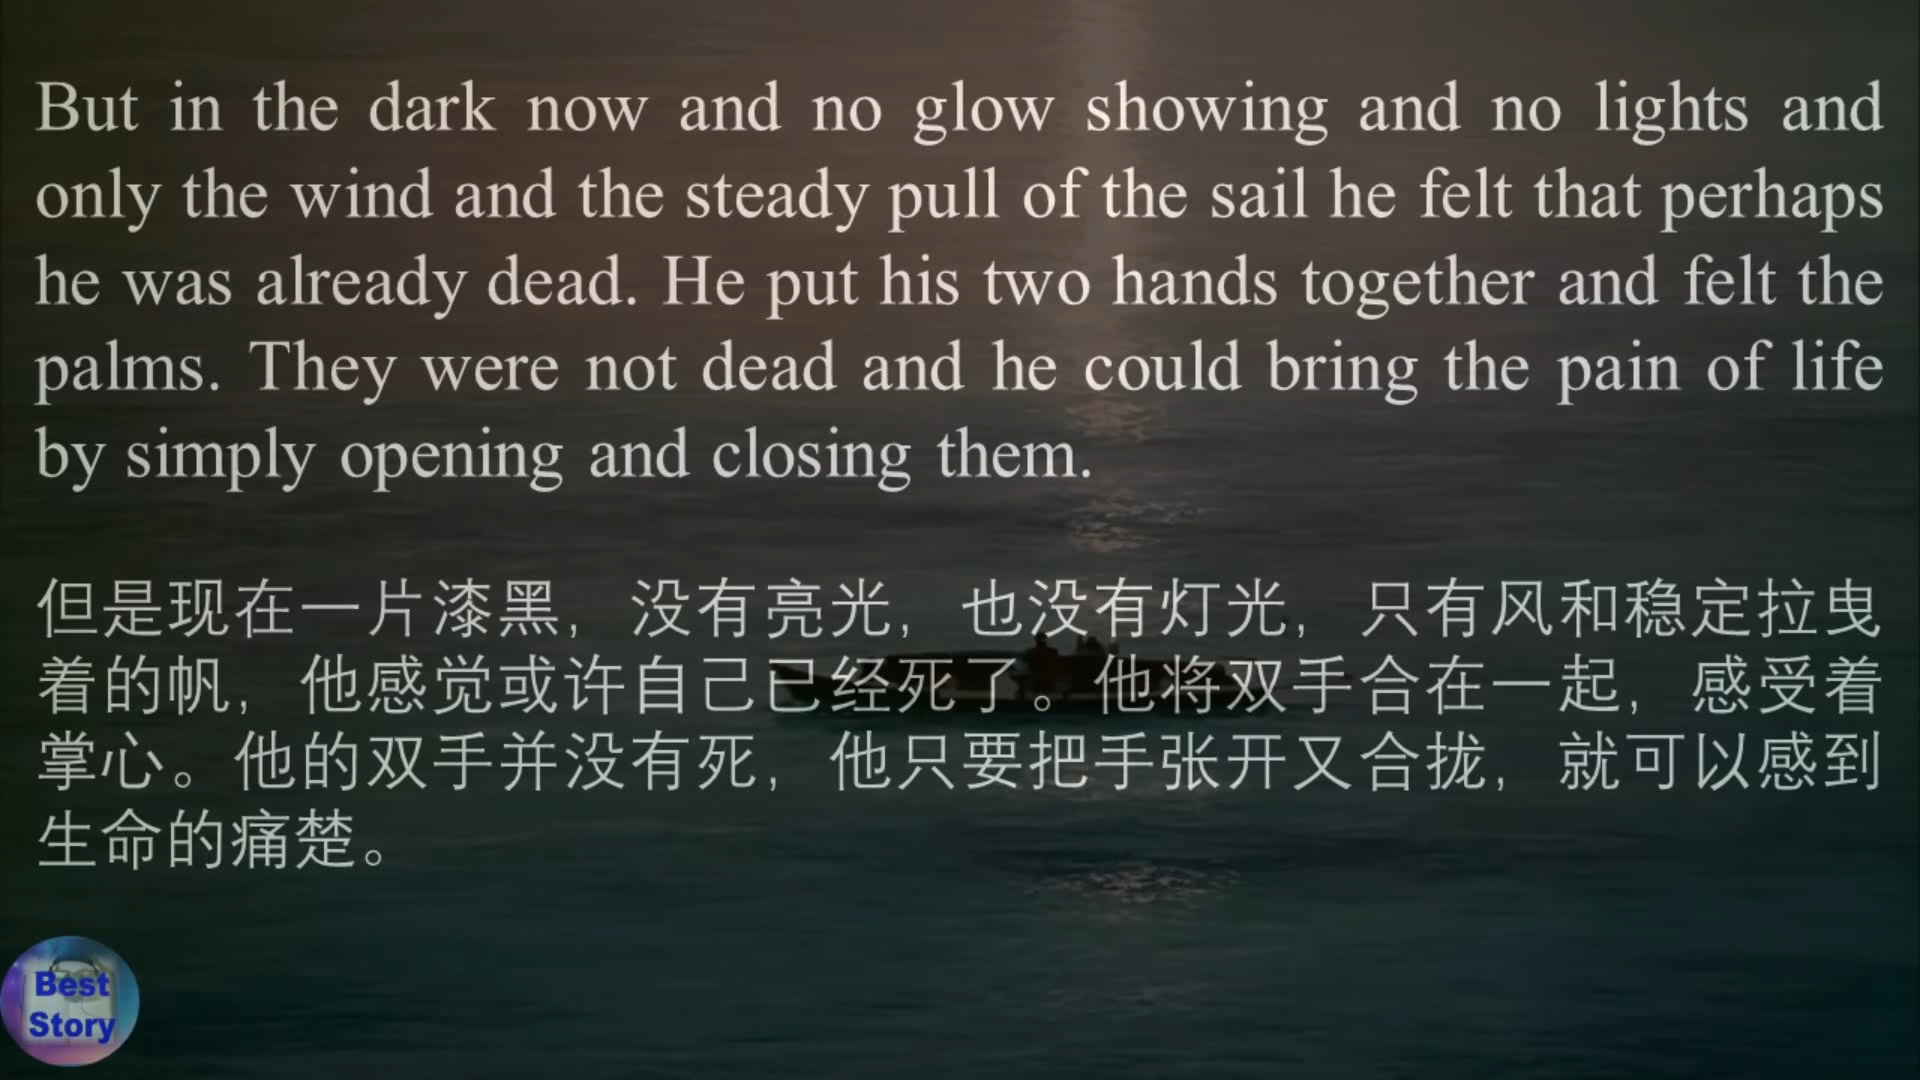 But in the dark now and no glow showing and no lights and
only the wind and the steady pull of the sail he felt that perhaps
he was already dead. He put his two hands together and felt the
palms. They were not dead and he could bring the pain of life
by simply opening and closing them.
但是现在一片漆黑，没有亮光，也没有灯光，只有风和稳定拉曳
着的帆，他感觉或许自己已经死了。他将双手合在一起，感受着
掌心。他的双手并没有死，他只要把手张开又合拢，就可以感到
生命的痛楚。
Best
Story